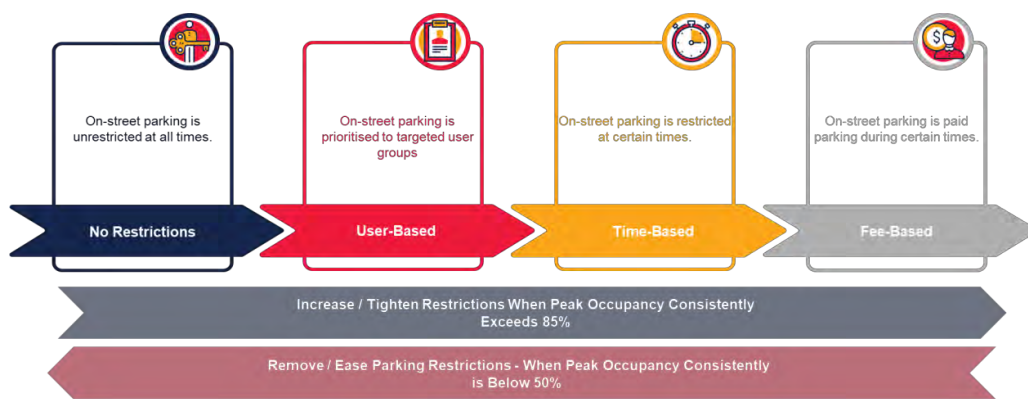 On-street parking is
unrestricted at all times.
On-street parking is
prioritised to targeted user
groups
On-street parking is restricted
at certain times.
$
On-street parking is paid
parking during certain times.
No Restrictions
User-Based
Time-Based
Fee-Based
Increase / Tighten Restrictions When Peak Occupancy Consistently
Exceeds 85%
Remove / Ease Parking Restrictions - When Peak Occupancy Consistently
is Below 50%